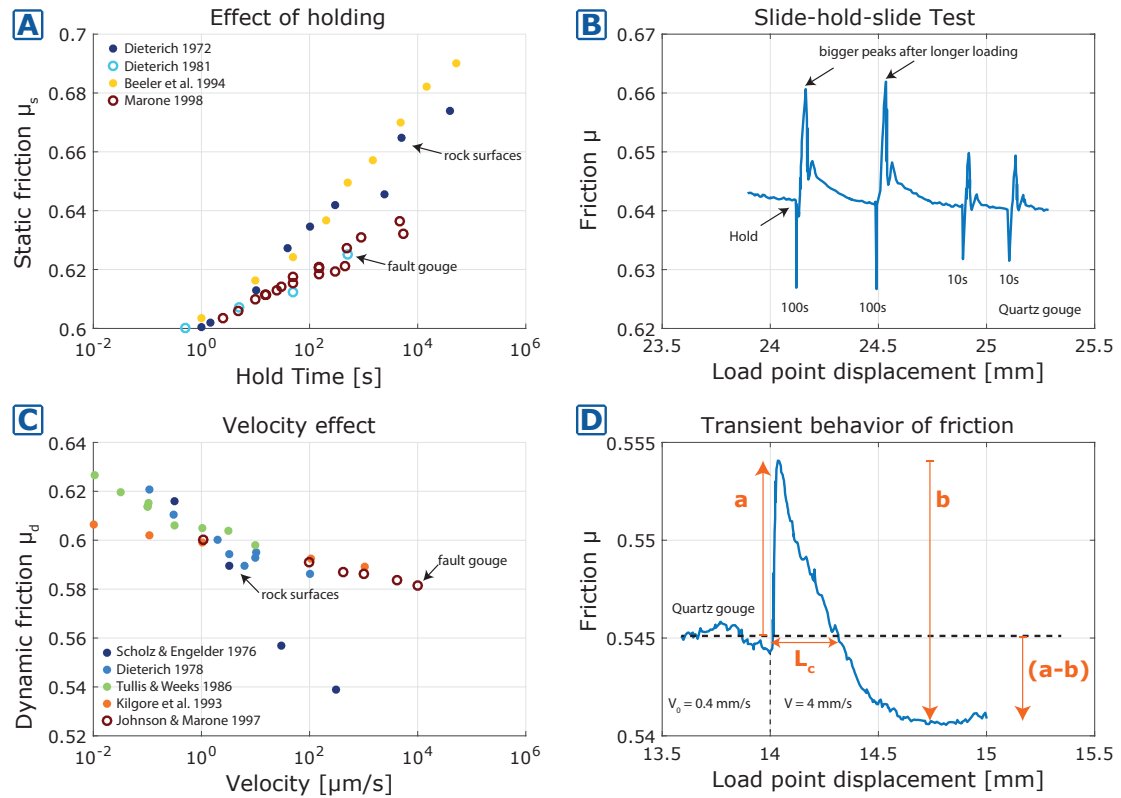 A
Effect of holding
0.7
0.68
0.66
0.64
0.62
0.6
Static friction μs
Dieterich 1972
Dieterich 1981
Beeler et al. 1994
Marone 1998
rock surfaces
fault gouge
10-2
100
102
104
106
Hold Time [s]
B
Slide-hold-slide Test
0.67
0.66
0.65
0.64
0.63
0.62
Friction μ
bigger peaks after longer loading
Hold
100s
100s
10s
10s
Quartz gouge
23.5
24
24.5
25
25.5
Load point displacement [mm]
C
Velocity effect
0.64
0.62
0.6
0.58
0.56
0.54
0.52
Dynamic friction μd
fault gouge
rock surfaces
Scholz & Engelder 1976
Dieterich 1978
Tullis & Weeks 1986
Kilgore et al. 1993
Johnson & Marone 1997
10-2
100
102
104
106
Velocity [μm/s]
D
Transient behavior of friction
0.555
0.55
0.545
0.54
Friction μ
a
b
Quartz gouge
Lc
(a-b)
V0 = 0.4 mm/s
V = 4 mm/s
13.5
14
14.5
15
15.5
Load point displacement [mm]